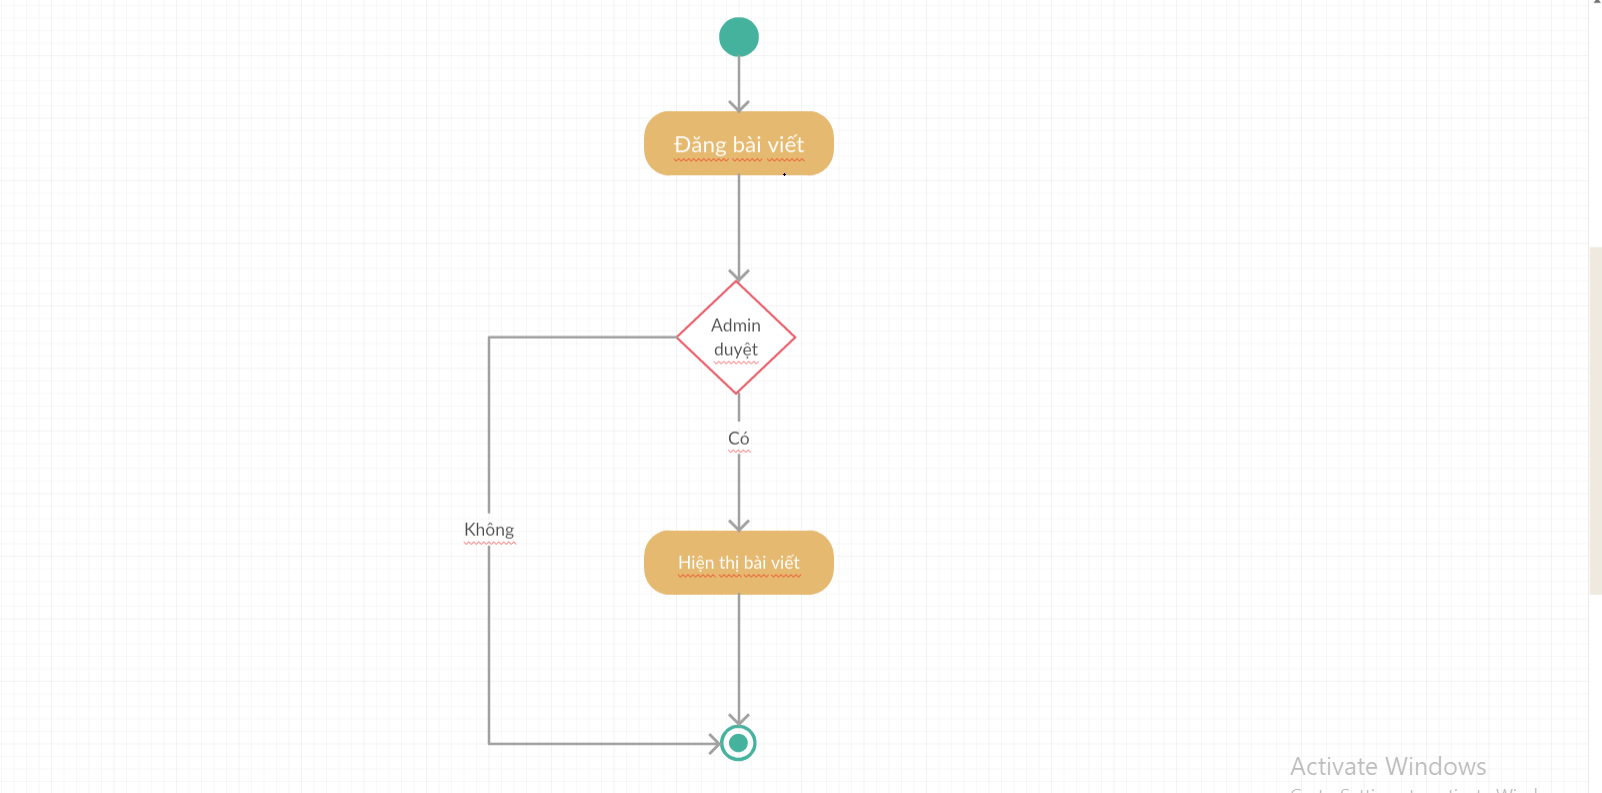 Đăng bài viết
Admin
duyệt
Có
Không
Hiện thị bài viết
Activate Windows